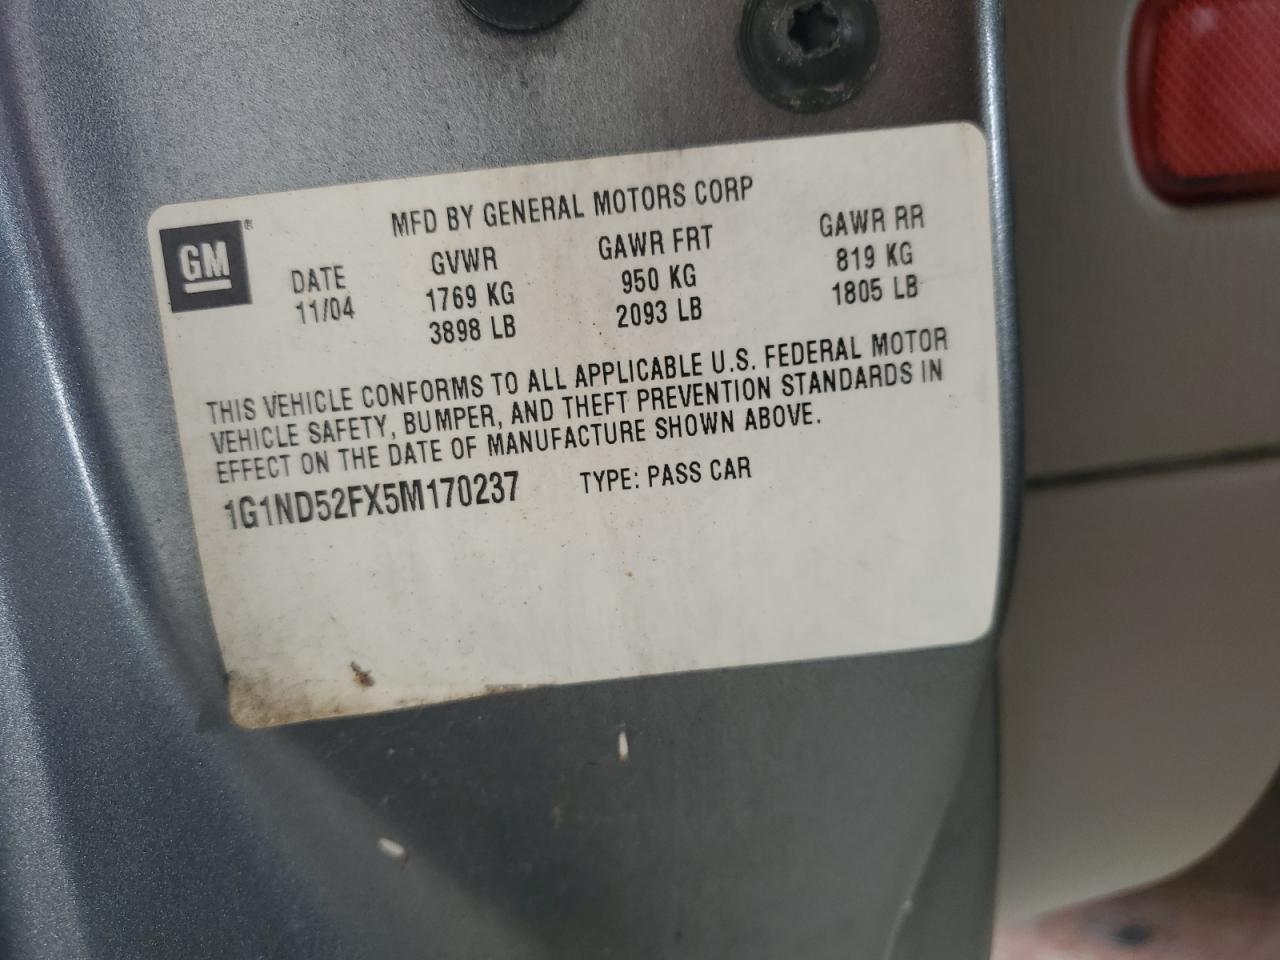 GM
MFD BY GENERAL MOTORS CORP
DATE GVWR GAWR FRT GAWR RR
11/04 1769 KG 950 KG 819 KG
3898 LB 2093 LB 1805 LB
THIS VEHICLE CONFORMS TO ALL APPLICABLE U.S. FEDERAL MOTOR
VEHICLE SAFETY, BUMPER, AND THEFT PREVENTION STANDARDS IN
EFFECT ON THE DATE OF MANUFACTURE SHOWN ABOVE.
1G1ND52FX5M170237 TYPE: PASS CAR